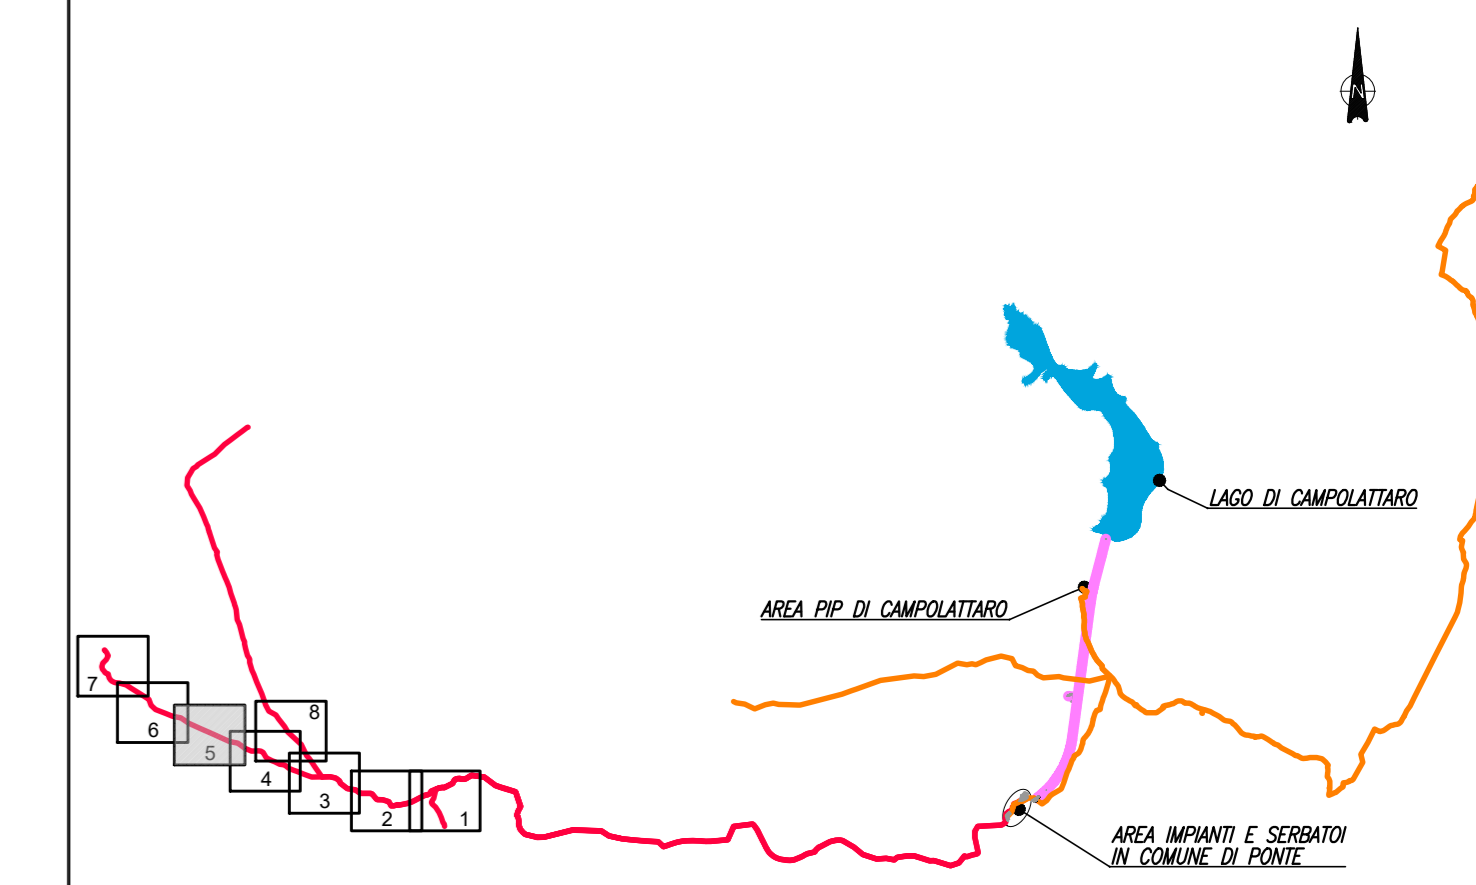 N
LAGO DI CAMPOLATTARO
AREA PIP DI CAMPOLATTARO
7
6
5
8
4
3
2
1
AREA IMPIANTI E SERBATOI
IN COMUNE DI PONTE